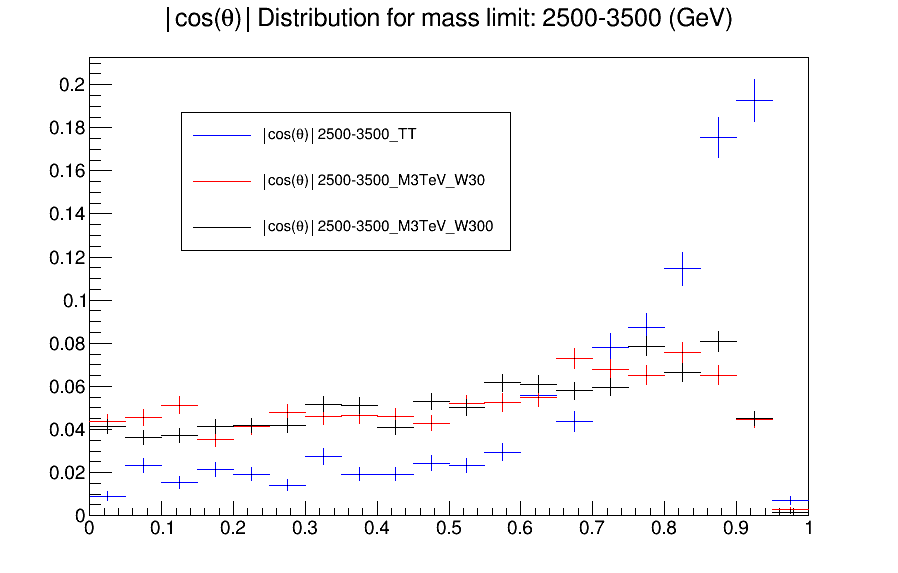 |cos(θ)| Distribution for mass limit: 2500-3500 (GeV)
0.2
0.18
0.16
0.14
0.12
0.1
0.08
0.06
0.04
0.02
0
|cos(θ)| 2500-3500_TT
|cos(θ)| 2500-3500_M3TeV_W30
|cos(θ)| 2500-3500_M3TeV_W300
0 0.1 0.2 0.3 0.4 0.5 0.6 0.7 0.8 0.9 1